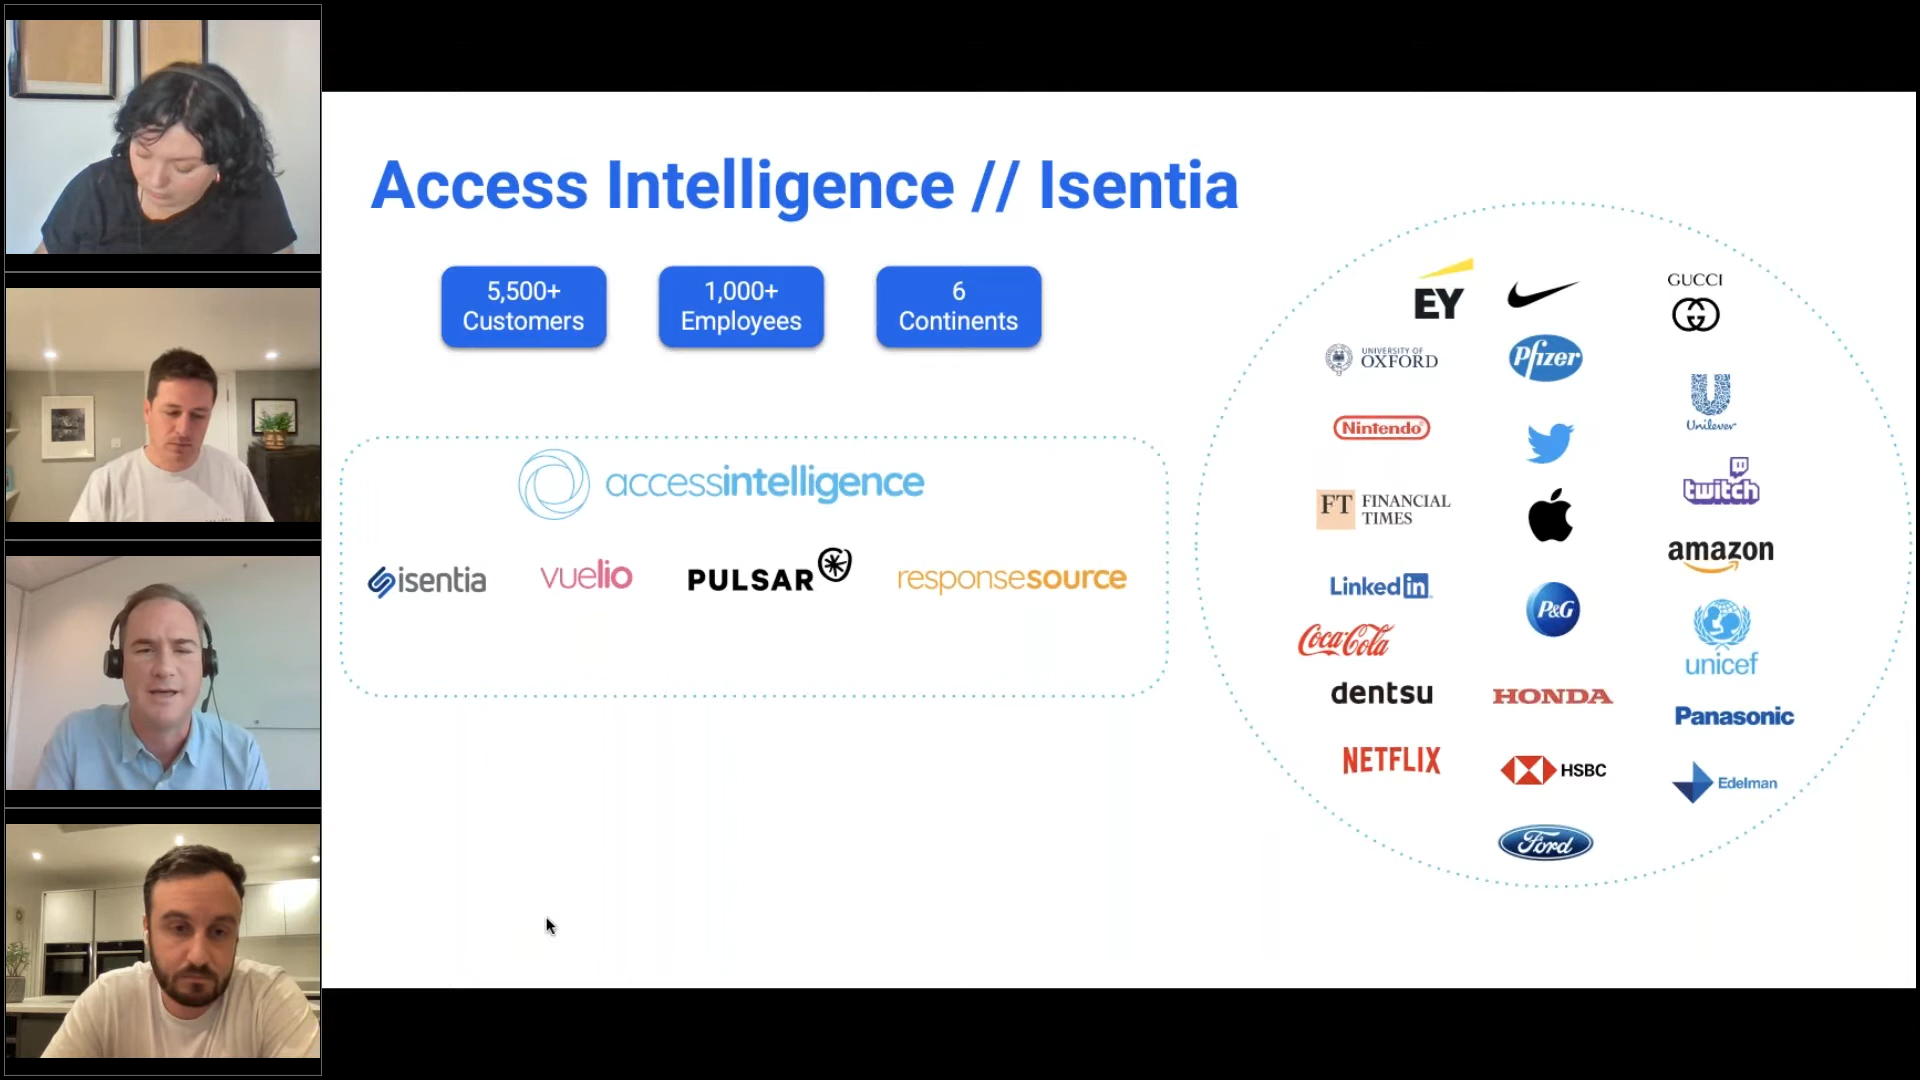 Access Intelligence // Isentia
5,500+
Customers
1,000+
Employees
6
Continents
accessintelligence
isentia
vuelio
PULSAR
responsesource
EY
GUCCI
UNIVERSITY OF
OXFORD
Pfizer
Nintendo
Unilever
twitch
FT FINANCIAL
TIMES
amazon
LinkedIn
P&G
Coca-Cola
unicef
dentsu
HONDA
Panasonic
NETFLIX
HSBC
Edelman
Ford